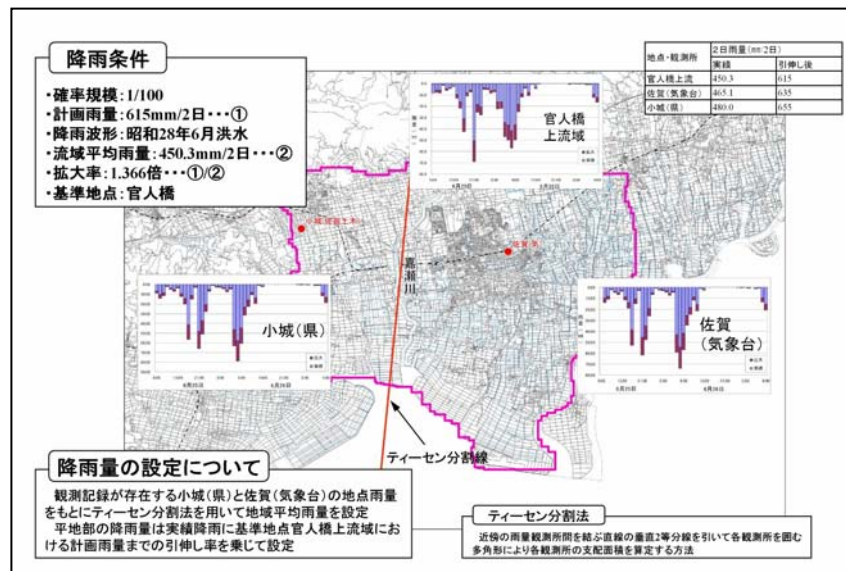 降雨条件
・確率規模：1/100
・計画雨量：615mm/2日・・・①
・降雨波形：昭和28年6月洪水
・流域平均雨量：450.3mm/2日・・・②
・拡大率：1.366倍・・・①/②
・基準地点：官人橋
地点・観測所 2日雨量(mm/2日)
実績 引伸し後
官人橋上流 450.3 615
佐賀(気象台) 465.1 635
小城(県) 480.0 655
官人橋
上流域
嘉瀬川
小城（県）
佐賀
（気象台）
ティーセン分割線
降雨量の設定について
観測記録が存在する小城（県）と佐賀（気象台）の地点雨量
をもとにティーセン分割法を用いて地域平均雨量を設定
平地部の降雨量は実績降雨に基準地点官人橋上流域にお
ける計画雨量までの引伸し率を乗じて設定
ティーセン分割法
近傍の雨量観測所間を結ぶ直線の垂直2等分線を引いて各観測所を囲む
多角形により各観測所の支配面積を算定する方法